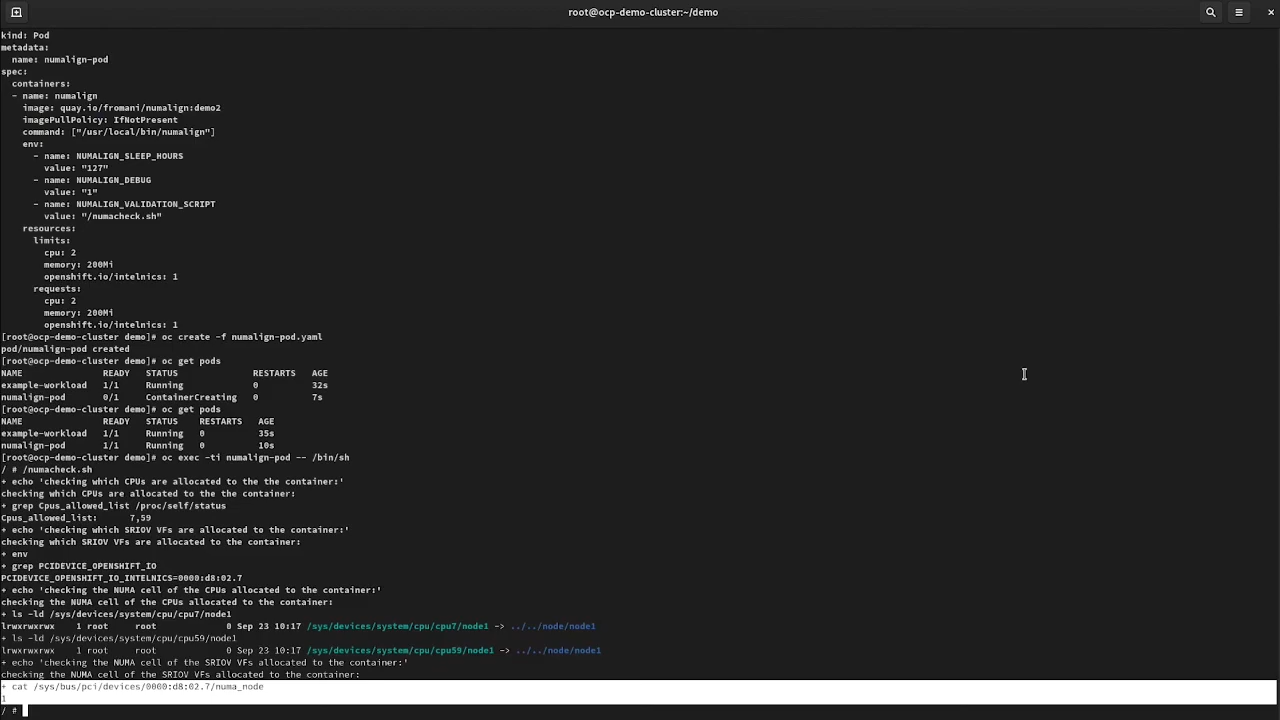 root@ocp-demo-cluster:~/demo
kind: Pod
metadata:
  name: numalign-pod
spec:
  containers:
  - name: numalign
    image: quay.io/fromani/numalign:demo2
    imagePullPolicy: IfNotPresent
    command: ["/usr/local/bin/numalign"]
    env:
      - name: NUMALIGN_SLEEP_HOURS
        value: "127"
      - name: NUMALIGN_DEBUG
        value: "1"
      - name: NUMALIGN_VALIDATION_SCRIPT
        value: "/numacheck.sh"
    resources:
      limits:
        cpu: 2
        memory: 200Mi
        openshift.io/intelnics: 1
      requests:
        cpu: 2
        memory: 200Mi
        openshift.io/intelnics: 1
[root@ocp-demo-cluster demo]# oc create -f numalign-pod.yaml
pod/numalign-pod created
[root@ocp-demo-cluster demo]# oc get pods
NAME               READY   STATUS              RESTARTS   AGE
example-workload   1/1     Running             0          32s
numalign-pod       0/1     ContainerCreating   0          7s
[root@ocp-demo-cluster demo]# oc get pods
NAME               READY   STATUS    RESTARTS   AGE
example-workload   1/1     Running   0          35s
numalign-pod       1/1     Running   0          10s
[root@ocp-demo-cluster demo]# oc exec -ti numalign-pod -- /bin/sh
/ # /numacheck.sh
+ echo 'checking which CPUs are allocated to the the container:'
checking which CPUs are allocated to the the container:
+ grep Cpus_allowed_list /proc/self/status
Cpus_allowed_list:      7,59
+ echo 'checking which SRIOV VFs are allocated to the container:'
checking which SRIOV VFs are allocated to the container:
+ env
+ grep PCIDEVICE_OPENSHIFT_IO
PCIDEVICE_OPENSHIFT_IO_INTELNICS=0000:d8:02.7
+ echo 'checking the NUMA cell of the CPUs allocated to the container:'
checking the NUMA cell of the CPUs allocated to the container:
+ ls -ld /sys/devices/system/cpu/cpu7/node1
lrwxrwxrwx    1 root     root             0 Sep 23 10:17 /sys/devices/system/cpu/cpu7/node1 -> ../../node/node1
+ ls -ld /sys/devices/system/cpu/cpu59/node1
lrwxrwxrwx    1 root     root             0 Sep 23 10:17 /sys/devices/system/cpu/cpu59/node1 -> ../../node/node1
+ echo 'checking the NUMA cell of the SRIOV VFs allocated to the container:'
checking the NUMA cell of the SRIOV VFs allocated to the container:
+ cat /sys/bus/pci/devices/0000:d8:02.7/numa_node
1
/ #